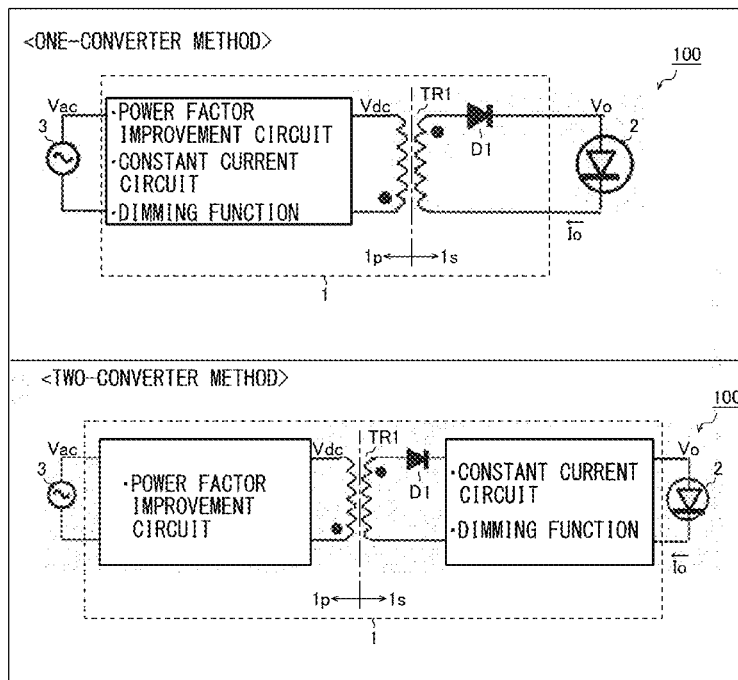 <ONE-CONVERTER METHOD>
100
Vac
3
・POWER FACTOR
IMPROVEMENT CIRCUIT
・CONSTANT CURRENT
CIRCUIT
・DIMMING FUNCTION
Vdc
TR1
D1
Vo
2
Io
1p
1s
1
<TWO-CONVERTER METHOD>
100
Vac
3
・POWER FACTOR
IMPROVEMENT
CIRCUIT
Vdc
TR1
D1
・CONSTANT CURRENT
CIRCUIT
・DIMMING FUNCTION
Vo
2
Io
1p
1s
1